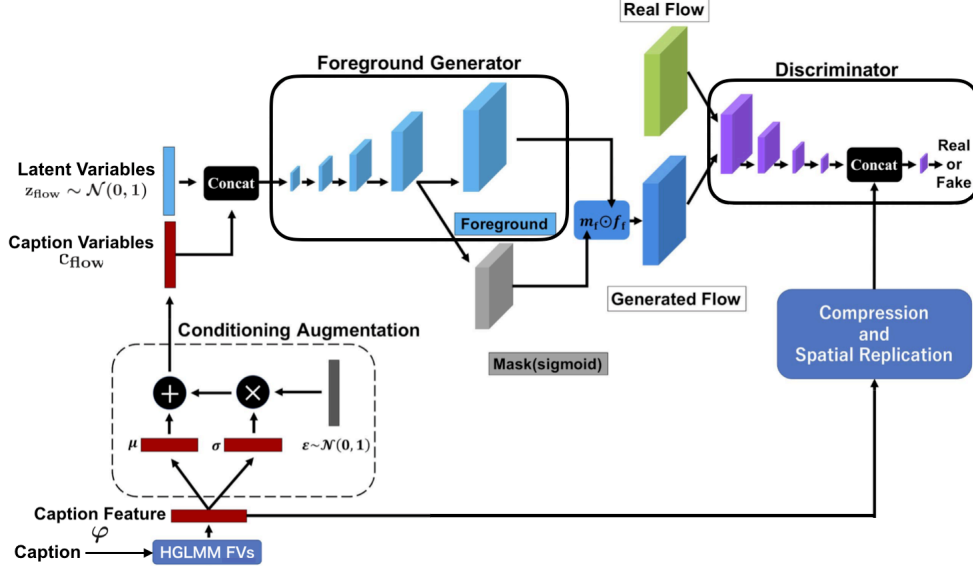 Real Flow
Foreground Generator
Discriminator
Latent Variables
z_flow ∼ 𝒩(0, 1)
Concat
Concat
Real
or
Fake
Caption Variables
c_flow
Foreground
m_f⊙f_f
Generated Flow
Conditioning Augmentation
Mask(sigmoid)
Compression
and
Spatial Replication
+
×
μ
σ
ε~𝒩(0, 1)
Caption Feature
φ
Caption
HGLMM FVs